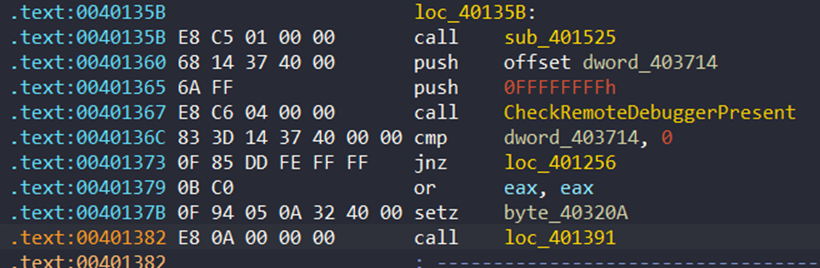 .text:0040135B loc_40135B:
.text:0040135B E8 C5 01 00 00 call sub_401525
.text:00401360 68 14 37 40 00 push offset dword_403714
.text:00401365 6A FF push 0FFFFFFFFh
.text:00401367 E8 C6 04 00 00 call CheckRemoteDebuggerPresent
.text:0040136C 83 3D 14 37 40 00 00 cmp dword_403714, 0
.text:00401373 0F 85 DD FE FF FF jnz loc_401256
.text:00401379 0B C0 or eax, eax
.text:0040137B 0F 94 05 0A 32 40 00 setz byte_40320A
.text:00401382 E8 0A 00 00 00 call loc_401391
.text:00401382 ; ---------------------------------